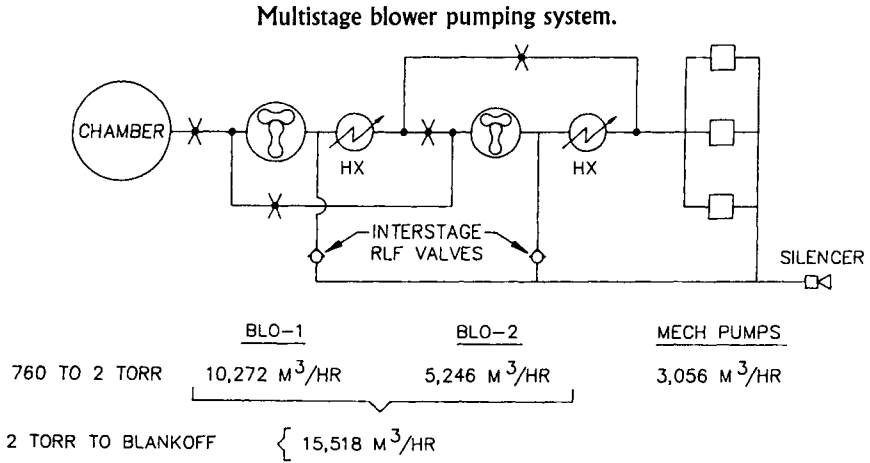 Multistage blower pumping system.
CHAMBER
HX
HX
INTERSTAGE
RLF VALVES
SILENCER
BLO-1 BLO-2 MECH PUMPS
760 TO 2 TORR 10,272 M³/HR 5,246 M³/HR 3,056 M³/HR
2 TORR TO BLANKOFF { 15,518 M³/HR